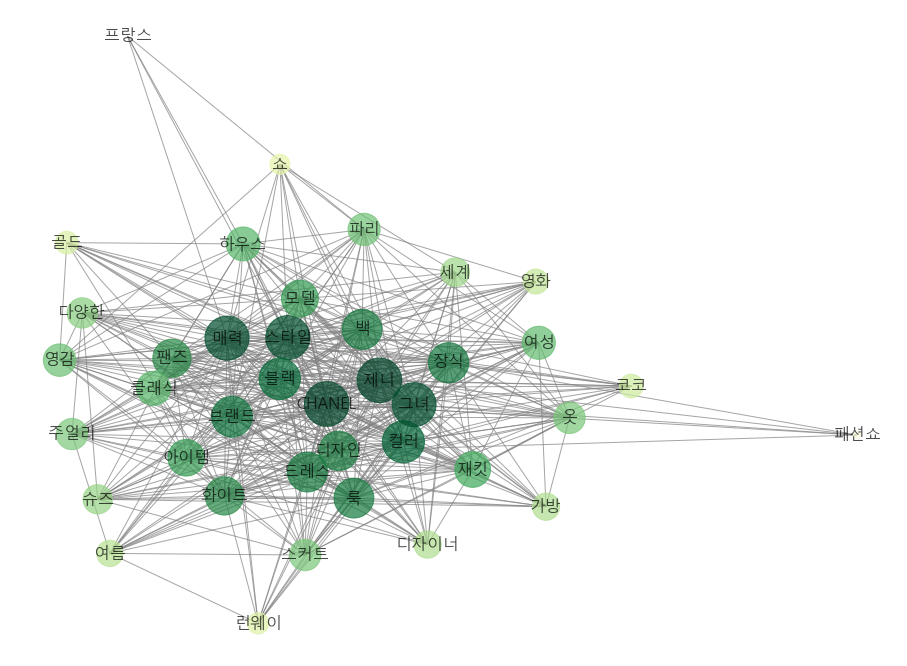 프랑스
쇼
파리
골드
하우스
세계
영화
모델
다양한
백
매력
스타일
여성
영감
팬즈
장식
블랙
제니
클래식
코코
CHANEL
그녀
브랜드
옷
주얼리
컬러
패션쇼
디자인
아이템
드레스
재킷
화이트
룩
슈즈
가방
디자이너
여름
스커트
런웨이